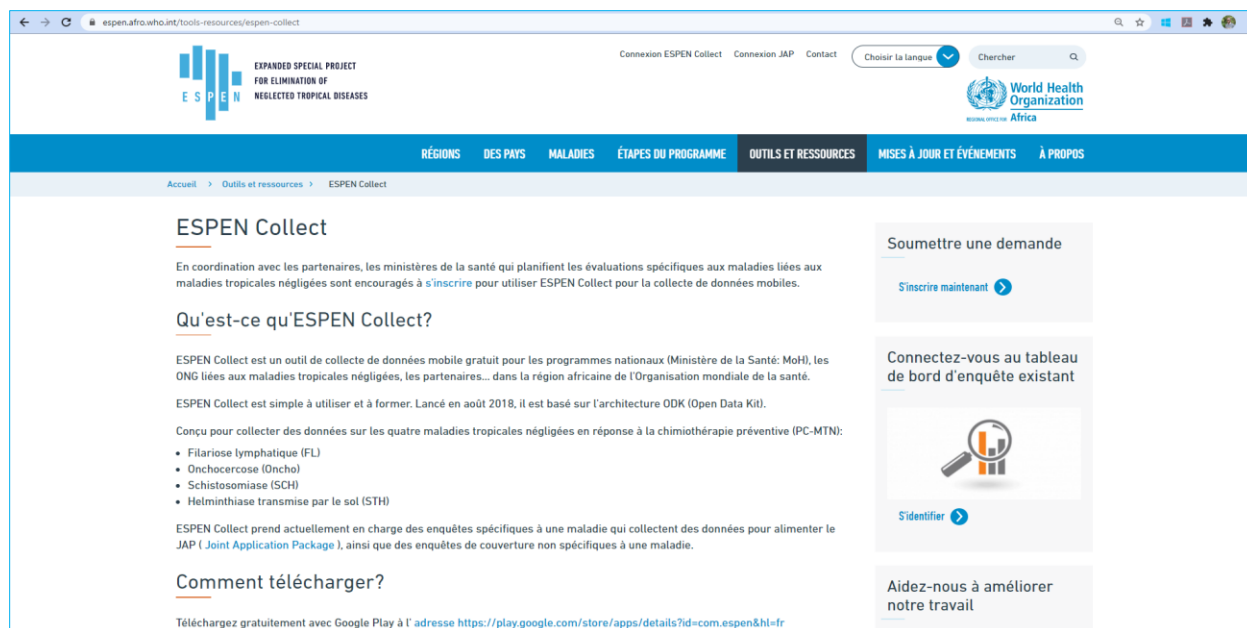 espen.afro.who.int/tools-resources/espen-collect
ESPEN
EXPANDED SPECIAL PROJECT
FOR ELIMINATION OF
NEGLECTED TROPICAL DISEASES
Connexion ESPEN Collect Connexion JAP Contact Choisir la langue Chercher
World Health
Organization
REGIONAL OFFICE FOR Africa
RÉGIONS DES PAYS MALADIES ÉTAPES DU PROGRAMME OUTILS ET RESSOURCES MISES À JOUR ET ÉVÉNEMENTS À PROPOS
Accueil > Outils et ressources > ESPEN Collect
ESPEN Collect
En coordination avec les partenaires, les ministères de la santé qui planifient les évaluations spécifiques aux maladies liées aux
maladies tropicales négligées sont encouragés à s'inscrire pour utiliser ESPEN Collect pour la collecte de données mobiles.
Qu'est-ce qu'ESPEN Collect?
ESPEN Collect est un outil de collecte de données mobile gratuit pour les programmes nationaux (Ministère de la Santé: MoH), les
ONG liées aux maladies tropicales négligées, les partenaires... dans la région africaine de l'Organisation mondiale de la santé.
ESPEN Collect est simple à utiliser et à former. Lancé en août 2018, il est basé sur l'architecture ODK (Open Data Kit).
Conçu pour collecter des données sur les quatre maladies tropicales négligées en réponse à la chimiothérapie préventive (PC-MTN):
• Filariose lymphatique (FL)
• Onchocercose (Oncho)
• Schistosomiase (SCH)
• Helminthiase transmise par le sol (STH)
ESPEN Collect prend actuellement en charge des enquêtes spécifiques à une maladie qui collectent des données pour alimenter le
JAP ( Joint Application Package ), ainsi que des enquêtes de couverture non spécifiques à une maladie.
Comment télécharger?
Téléchargez gratuitement avec Google Play à l' adresse https://play.google.com/store/apps/details?id=com.espen&hl=fr
Soumettre une demande
S'inscrire maintenant
Connectez-vous au tableau
de bord d'enquête existant
S'identifier
Aidez-nous à améliorer
notre travail